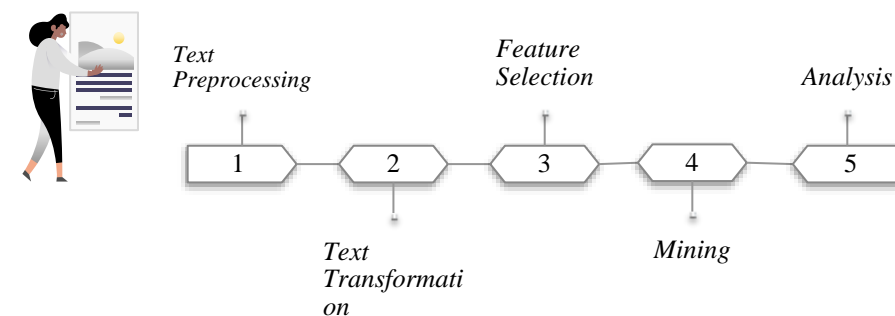 Text
Preprocessing
Feature
Selection
Analysis
1
2
3
4
5
Text
Transformati
on
Mining